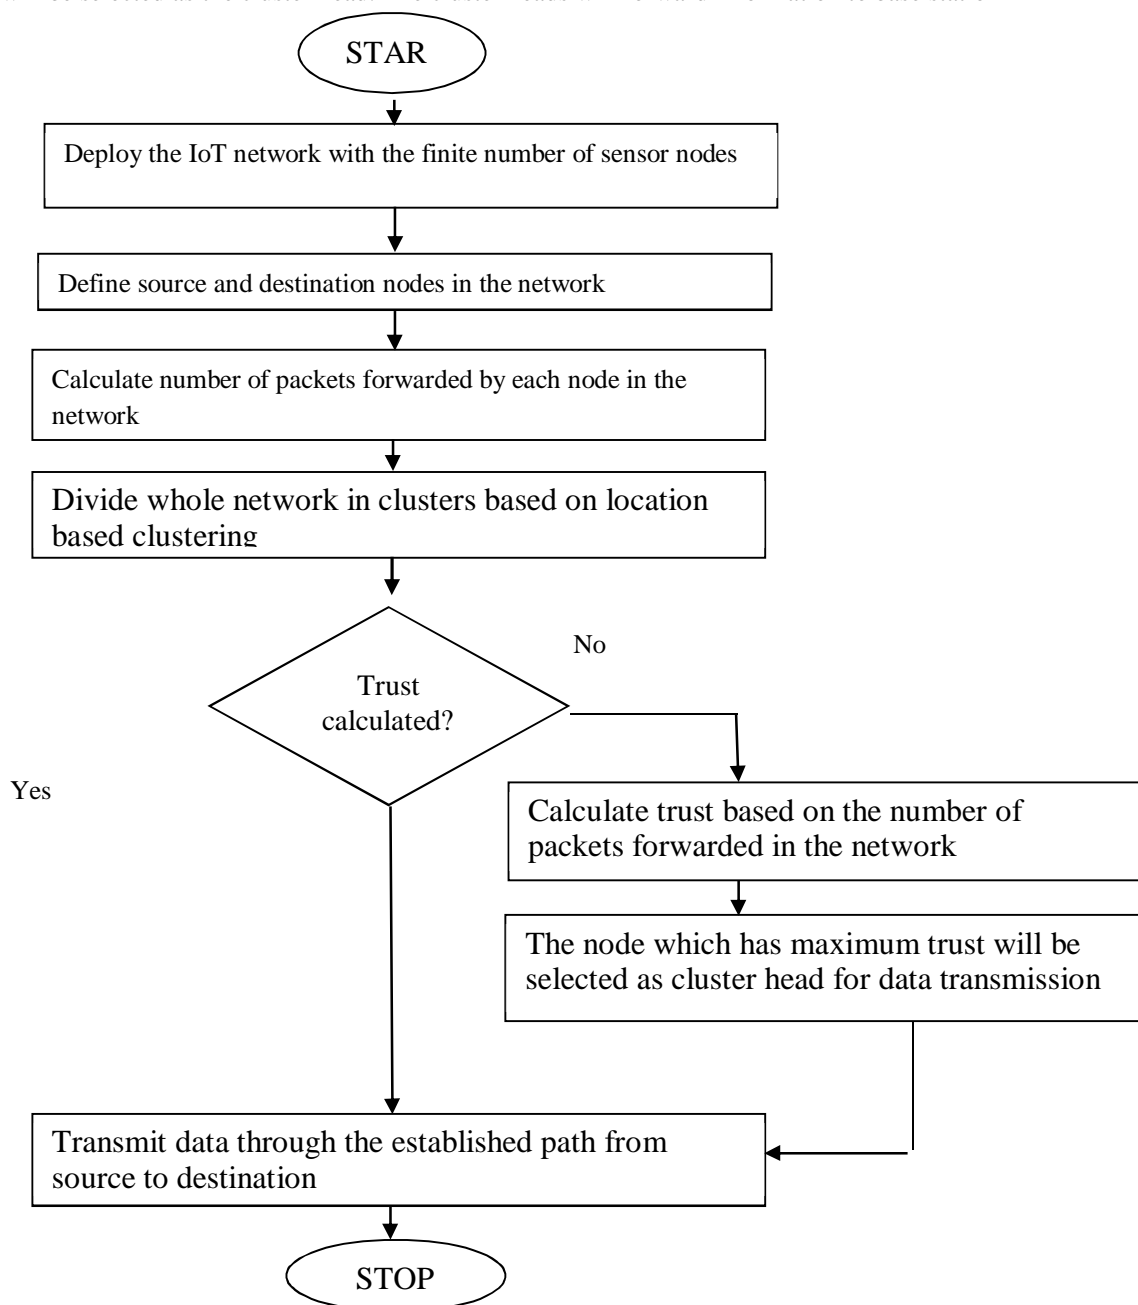 STAR
Deploy the IoT network with the finite number of sensor nodes
Define source and destination nodes in the network
Calculate number of packets forwarded by each node in the
network
Divide whole network in clusters based on location
based clustering
No
Trust
calculated?
Yes
Calculate trust based on the number of
packets forwarded in the network
The node which has maximum trust will be
selected as cluster head for data transmission
Transmit data through the established path from
source to destination
STOP